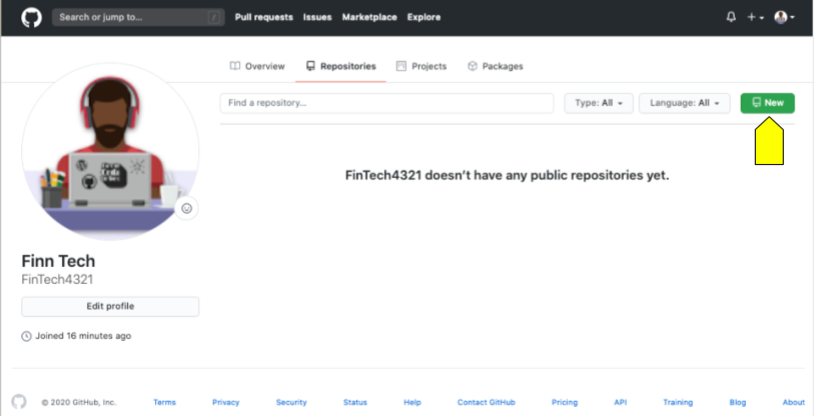 Search or jump to... /
Pull requests Issues Marketplace Explore
Overview Repositories Projects Packages
Find a repository...
Type: All Language: All New
FinTech4321 doesn't have any public repositories yet.
Finn Tech
FinTech4321
Edit profile
Joined 16 minutes ago
© 2020 GitHub, Inc. Terms Privacy Security Status Help Contact GitHub Pricing API Training Blog About